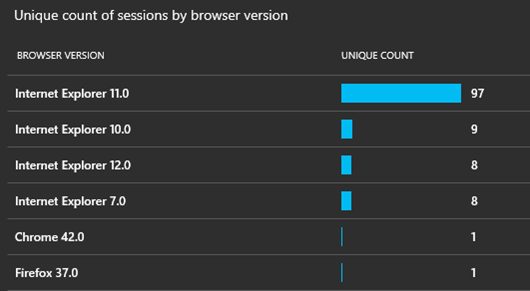 Unique count of sessions by browser version
BROWSER VERSION UNIQUE COUNT
Internet Explorer 11.0 97
Internet Explorer 10.0 9
Internet Explorer 12.0 8
Internet Explorer 7.0 8
Chrome 42.0 1
Firefox 37.0 1